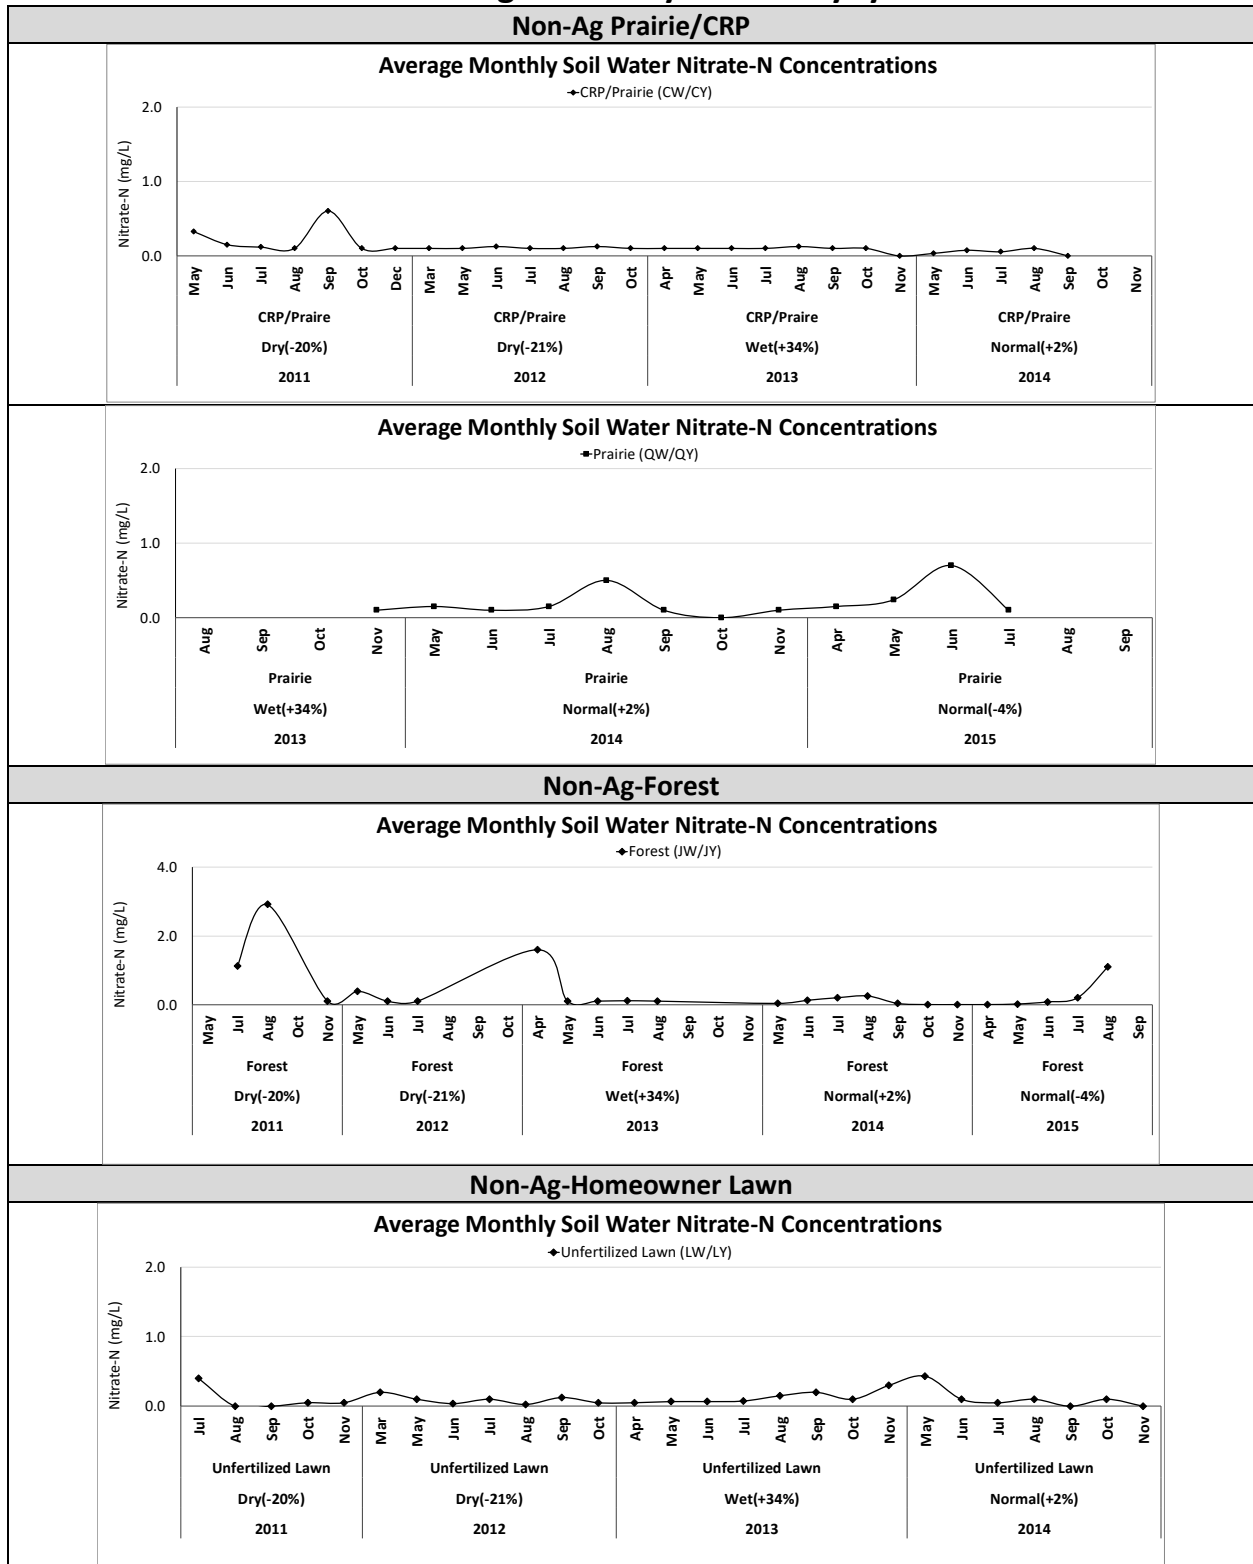 Non-Ag Prairie/CRP
Average Monthly Soil Water Nitrate-N Concentrations
CRP/Prairie (CW/CY)
Nitrate-N (mg/L)
2.0
1.0
0.0
May Jun Jul Aug Sep Oct Dec Mar May Jun Jul Aug Sep Oct Apr May Jun Jul Aug Sep Oct Nov May Jun Jul Aug Sep Oct Nov
CRP/Praire CRP/Praire CRP/Praire CRP/Praire
Dry(-20%) Dry(-21%) Wet(+34%) Normal(+2%)
2011 2012 2013 2014
Average Monthly Soil Water Nitrate-N Concentrations
Prairie (QW/QY)
Nitrate-N (mg/L)
2.0
1.0
0.0
Aug Sep Oct Nov May Jun Jul Aug Sep Oct Nov Apr May Jun Jul Aug Sep
Prairie Prairie Prairie
Wet(+34%) Normal(+2%) Normal(-4%)
2013 2014 2015
Non-Ag-Forest
Average Monthly Soil Water Nitrate-N Concentrations
Forest (JW/JY)
Nitrate-N (mg/L)
4.0
2.0
0.0
May Jul Aug Oct Nov May Jun Jul Aug Sep Oct Apr May Jun Jul Aug Sep Oct Nov May Jun Jul Aug Sep Oct Nov Apr May Jun Jul Aug Sep
Forest Forest Forest Forest Forest
Dry(-20%) Dry(-21%) Wet(+34%) Normal(+2%) Normal(-4%)
2011 2012 2013 2014 2015
Non-Ag-Homeowner Lawn
Average Monthly Soil Water Nitrate-N Concentrations
Unfertilized Lawn (LW/LY)
Nitrate-N (mg/L)
2.0
1.0
0.0
Jul Aug Sep Oct Nov Mar May Jun Jul Aug Sep Oct Apr May Jun Jul Aug Sep Oct Nov May Jun Jul Aug Sep Oct Nov
Unfertilized Lawn Unfertilized Lawn Unfertilized Lawn Unfertilized Lawn
Dry(-20%) Dry(-21%) Wet(+34%) Normal(+2%)
2011 2012 2013 2014